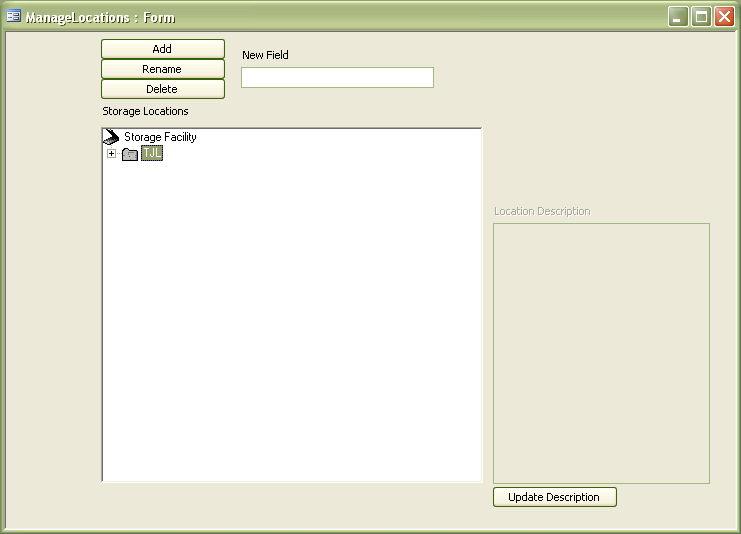 ManageLocations : Form
Add
Rename
Delete
New Field
Storage Locations
Storage Facility
TJL
Location Description
Update Description